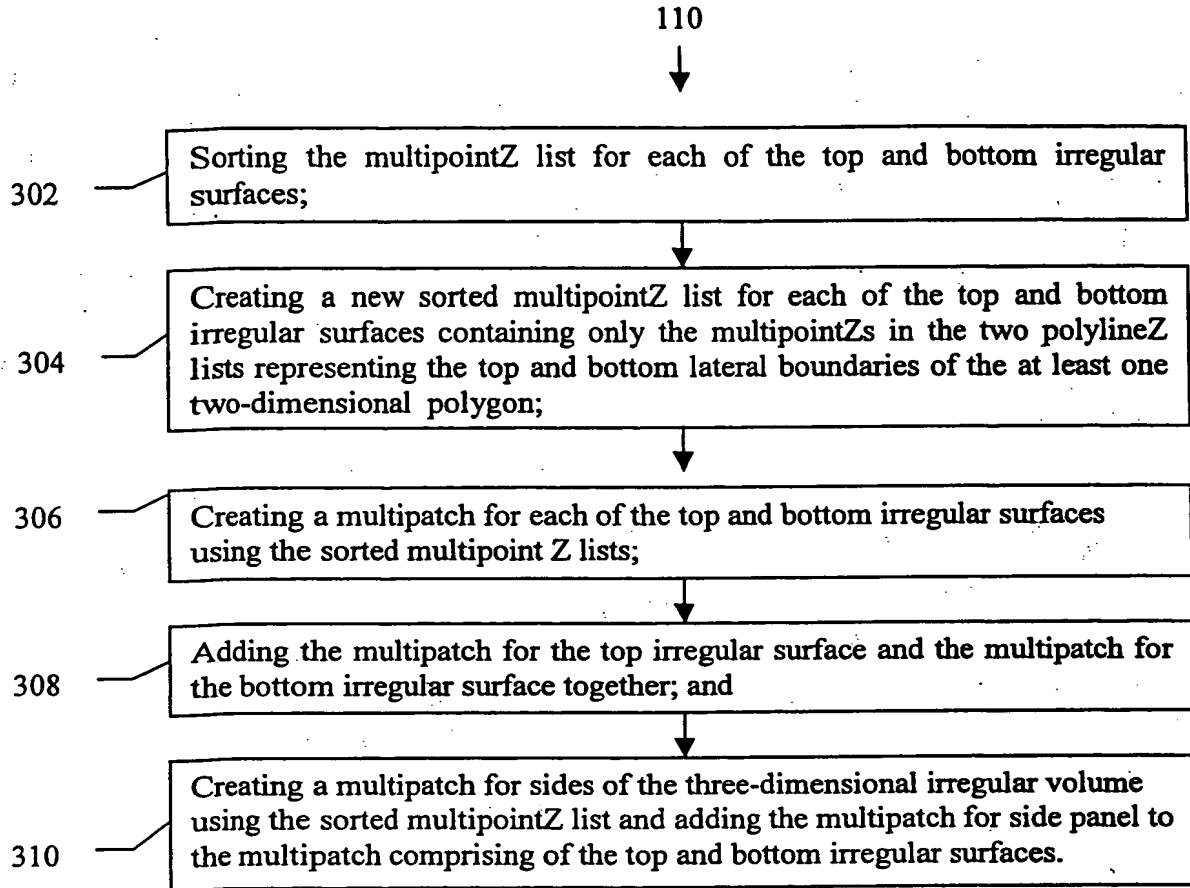 110
302
Sorting the multipointZ list for each of the top and bottom irregular
surfaces;
304
Creating a new sorted multipointZ list for each of the top and bottom
irregular surfaces containing only the multipointZs in the two polylineZ
lists representing the top and bottom lateral boundaries of the at least one
two-dimensional polygon;
306
Creating a multipatch for each of the top and bottom irregular surfaces
using the sorted multipoint Z lists;
308
Adding the multipatch for the top irregular surface and the multipatch for
the bottom irregular surface together; and
310
Creating a multipatch for sides of the three-dimensional irregular volume
using the sorted multipointZ list and adding the multipatch for side panel to
the multipatch comprising of the top and bottom irregular surfaces.